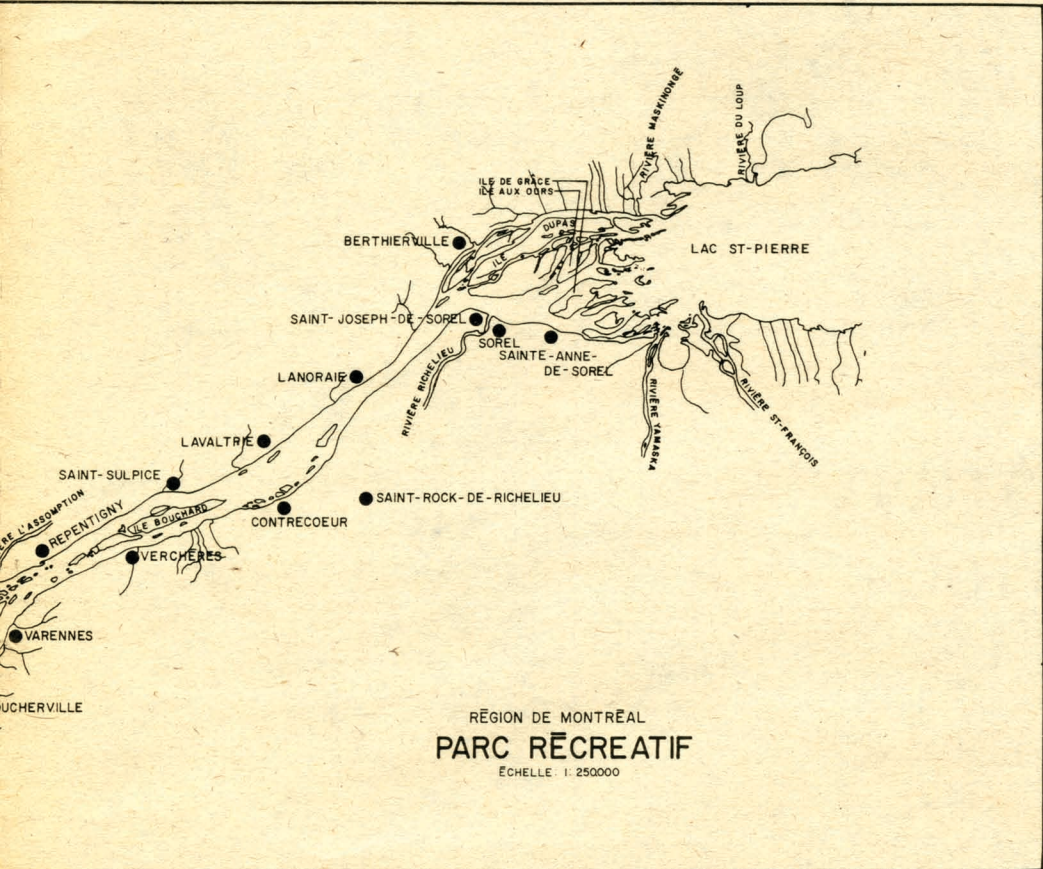 RIVIÈRE MASKINONGÉ
RIVIÈRE DU LOUP
ILE DE GRÂCE
ILE AUX OURS
DUPAS
ILE
BERTHIERVILLE
LAC ST-PIERRE
SAINT-JOSEPH-DE-SOREL
SOREL
SAINTE-ANNE-
DE-SOREL
RIVIÈRE RICHELIEU
LANORAIE
RIVIÈRE YAMASKA
RIVIÈRE ST-FRANÇOIS
LAVALTRIE
SAINT-SULPICE
SAINT-ROCK-DE-RICHELIEU
ÈRE L'ASSOMPTION
REPENTIGNY
ILE BOUCHARD
CONTRECOEUR
VERCHÈRES
VARENNES
UCHERVILLE
RÉGION DE MONTRÉAL
PARC RÉCREATIF
ÉCHELLE: 1: 250,000